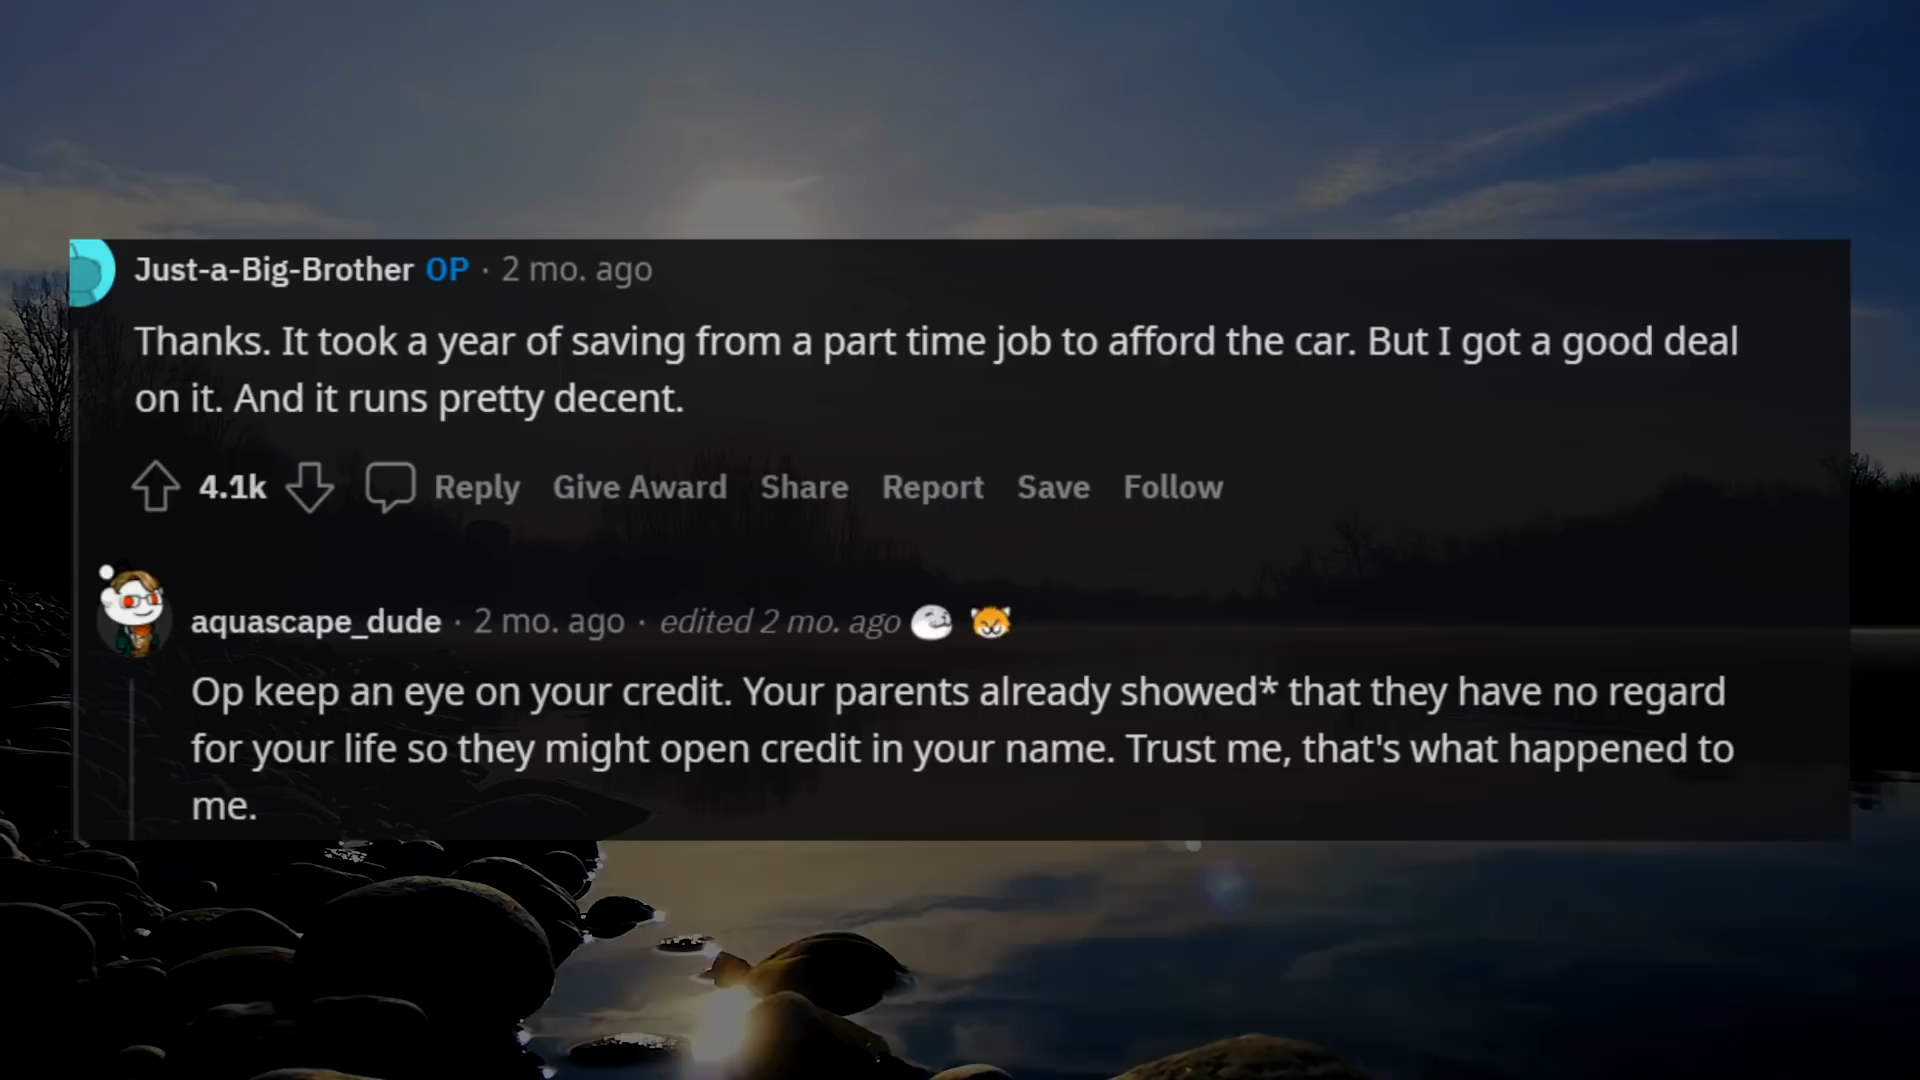 Just-a-Big-Brother OP · 2 mo. ago
Thanks. It took a year of saving from a part time job to afford the car. But I got a good deal
on it. And it runs pretty decent.
4.1k Reply Give Award Share Report Save Follow
aquascape_dude · 2 mo. ago · edited 2 mo. ago
Op keep an eye on your credit. Your parents already showed* that they have no regard
for your life so they might open credit in your name. Trust me, that's what happened to
me.